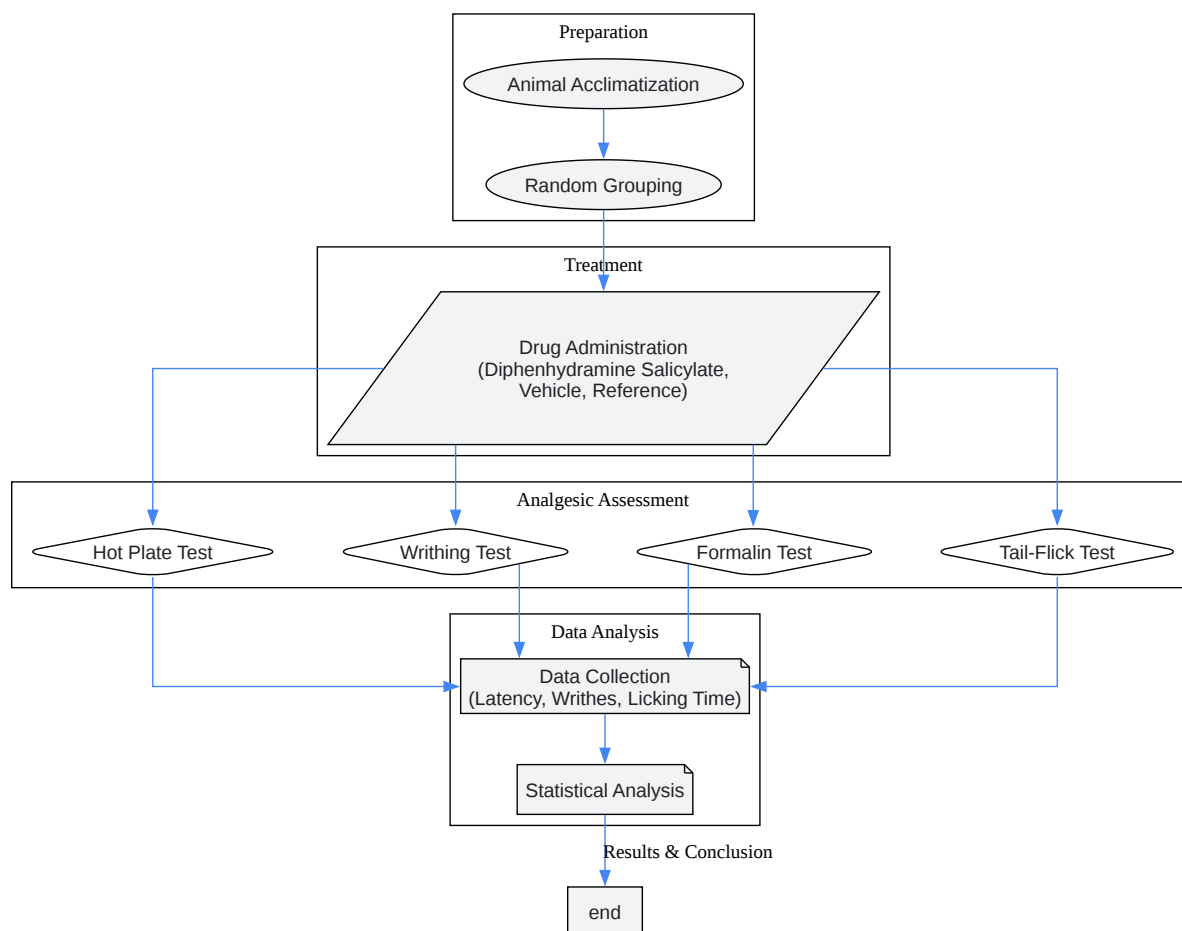 Preparation
Animal Acclimatization
Random Grouping
Treatment
Drug Administration
(Diphenhydramine Salicylate,
Vehicle, Reference)
Analgesic Assessment
Hot Plate Test
Writhing Test
Formalin Test
Tail-Flick Test
Data Analysis
Data Collection
(Latency, Writhes, Licking Time)
Statistical Analysis
Results & Conclusion
end